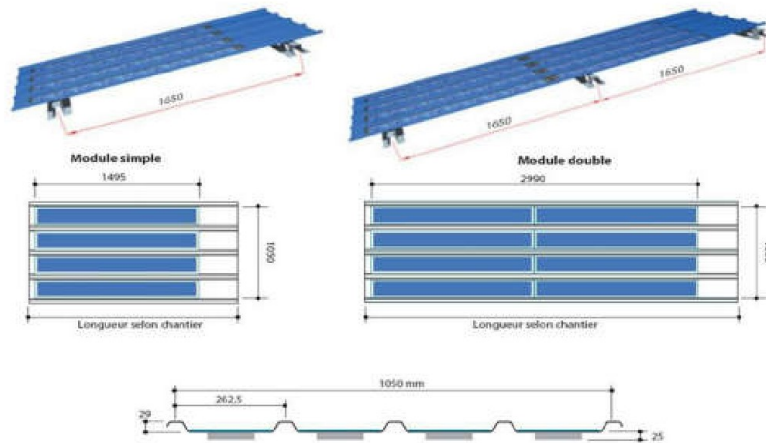 1650
1650
1650
Module simple
Module double
1495
2990
1050
Longueur selon chantier
Longueur selon chantier
1050 mm
262,5
29
25